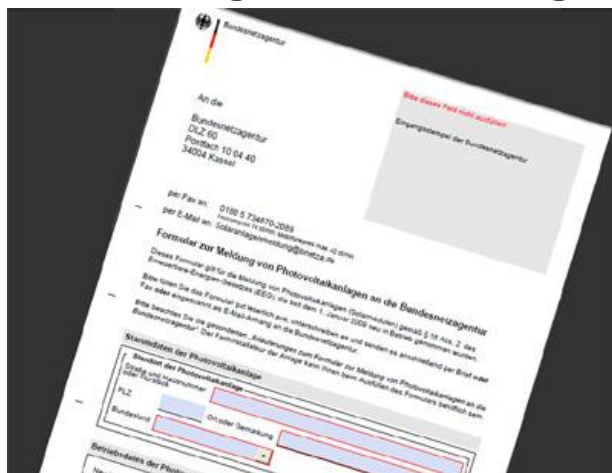 Bundesnetzagentur
Bitte dieses Feld nicht ausfüllen!
Eingangsstempel der Bundesnetzagentur
An die
Bundesnetzagentur
DLZ 60
Postfach 10 04 40
34004 Kassel
per Fax an: 0180 5 734870-2069
per E-Mail an: Solaranlagenmeldung@bnetza.de
Formular zur Meldung von Photovoltaikanlagen an die Bundesnetzagentur
Dieses Formular gilt für die Meldung von Photovoltaikanlagen (Solarmodulen) gemäß § 16 Abs. 2 des
Erneuerbare-Energien-Gesetzes (EEG), die seit dem 1. Januar 2009 neu in Betrieb genommen wurden.
Bitte füllen Sie das Formular gut leserlich aus, unterschreiben es und senden es anschließend per Brief oder
Fax oder eingescannt als E-Mail-Anhang an die Bundesnetzagentur.
Bitte beachten Sie die gesonderten „Erläuterungen zum Formular zur Meldung von Photovoltaikanlagen an die
Bundesnetzagentur“. Der Fachinstallateur der Anlage kann Ihnen beim Ausfüllen des Formulars behilflich sein.
Stammdaten der Photovoltaikanlage
Standort der Photovoltaikanlage
Straße und Hausnummer
oder Flurstück
PLZ
Ort oder Gemarkung
Bundesland
Betriebsdaten der